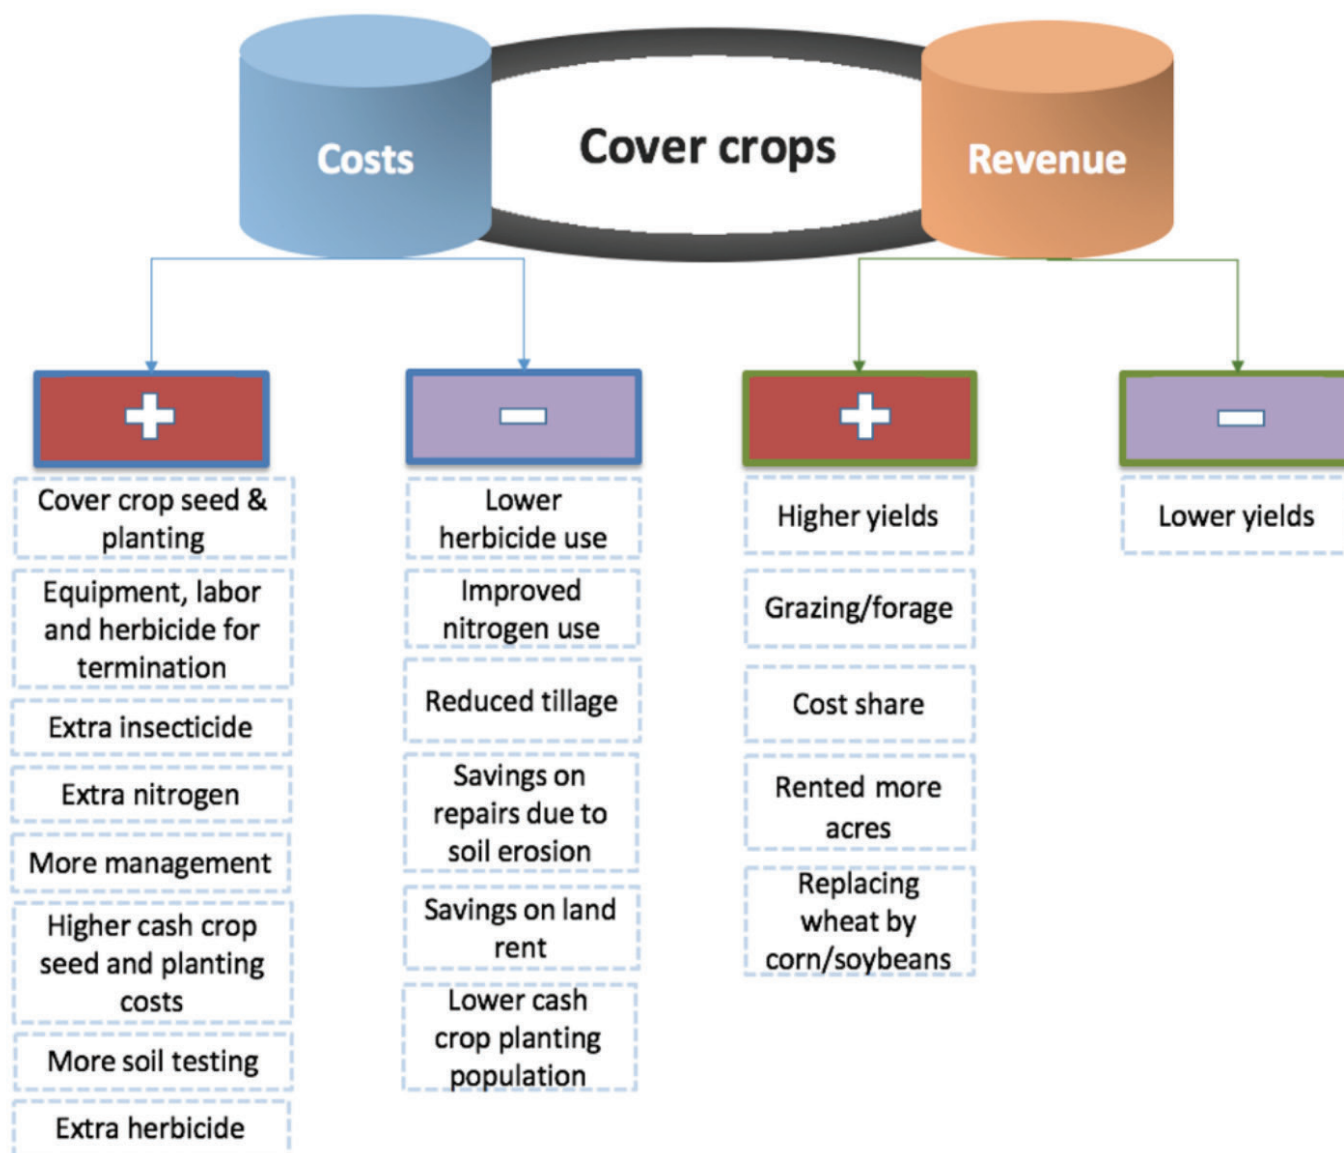 Costs
Cover crops
Revenue
+
−
+
−
Cover crop seed &
planting
Equipment, labor
and herbicide for
termination
Extra insecticide
Extra nitrogen
More management
Higher cash crop
seed and planting
costs
More soil testing
Extra herbicide
Lower
herbicide use
Improved
nitrogen use
Reduced tillage
Savings on
repairs due to
soil erosion
Savings on land
rent
Lower cash
crop planting
population
Higher yields
Grazing/forage
Cost share
Rented more
acres
Replacing
wheat by
corn/soybeans
Lower yields